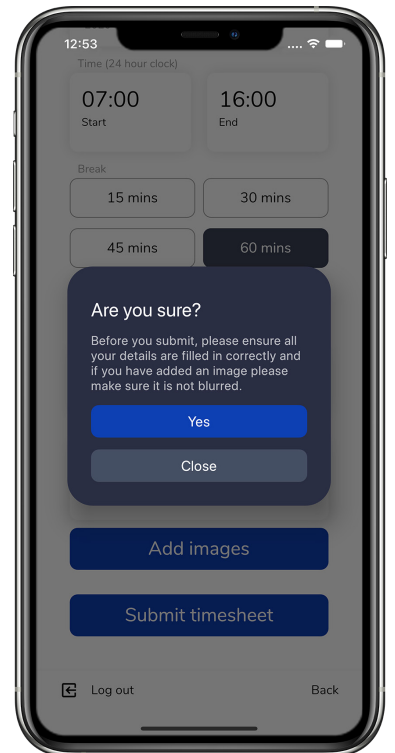 12:53
Time (24 hour clock)
07:00 16:00
Start End
Break
15 mins 30 mins
45 mins 60 mins
Are you sure?
Before you submit, please ensure all
your details are filled in correctly and
if you have added an image please
make sure it is not blurred.
Yes
Close
Add images
Submit timesheet
Log out Back